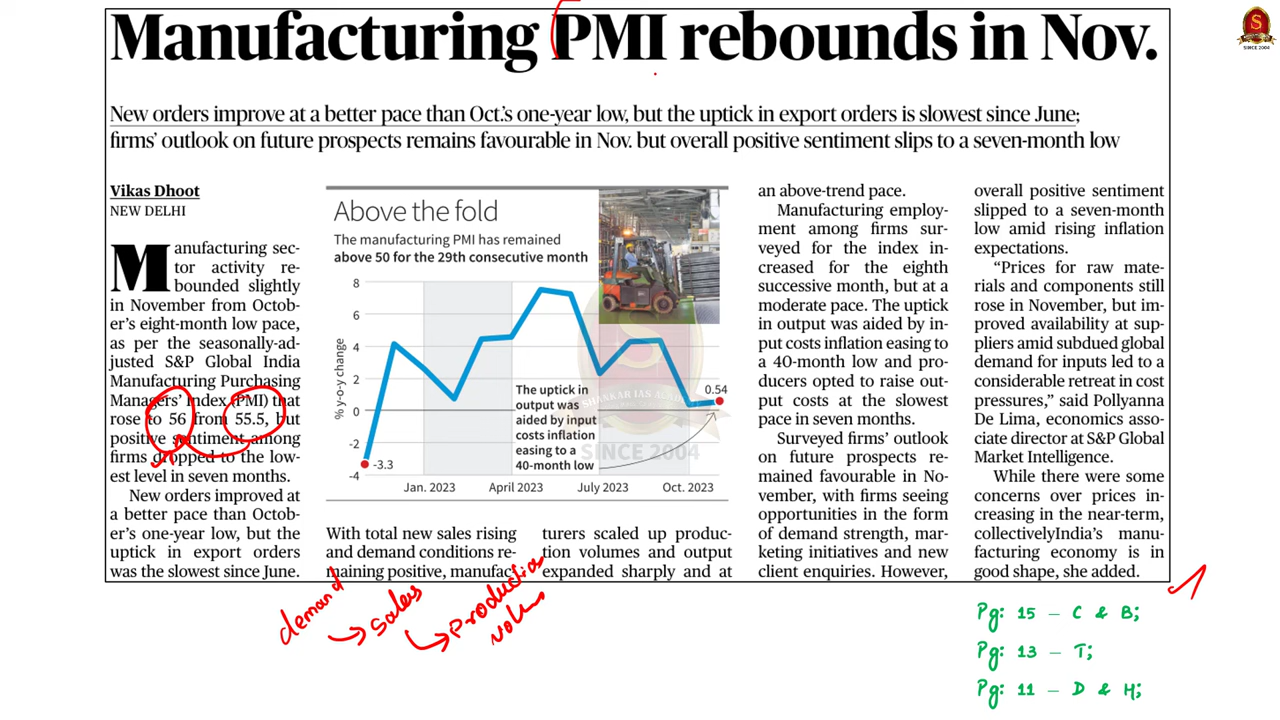 Manufacturing PMI rebounds in Nov.
New orders improve at a better pace than Oct.'s one-year low, but the uptick in export orders is slowest since June;
firms' outlook on future prospects remains favourable in Nov. but overall positive sentiment slips to a seven-month low
Vikas Dhoot
NEW DELHI
Manufacturing sec-
tor activity re-
bounded slightly
in November from Octob-
er's eight-month low pace,
as per the seasonally-ad-
justed S&P Global India
Manufacturing Purchasing
Managers' Index (PMI) that
rose to 56 from 55.5, but
positive sentiment among
firms dropped to the low-
est level in seven months.
New orders improved at
a better pace than Octob-
er's one-year low, but the
uptick in export orders
was the slowest since June.
Above the fold
The manufacturing PMI has remained
above 50 for the 29th consecutive month
% y-o-y change
8
6
4
2
0
-2
-4
-3.3
0.54
The uptick in
output was
aided by input
costs inflation
easing to a
40-month low
Jan. 2023
April 2023
July 2023
Oct. 2023
SHANKAR IAS ACADEMY
SINCE 2004
With total new sales rising
and demand conditions re-
maining positive, manufac-
turers scaled up produc-
tion volumes and output
expanded sharply and at
an above-trend pace.
Manufacturing employ-
ment among firms sur-
veyed for the index in-
creased for the eighth
successive month, but at a
moderate pace. The uptick
in output was aided by in-
put costs inflation easing to
a 40-month low and pro-
ducers opted to raise out-
put costs at the slowest
pace in seven months.
Surveyed firms' outlook
on future prospects re-
mained favourable in No-
vember, with firms seeing
opportunities in the form
of demand strength, mar-
keting initiatives and new
client enquiries. However,
overall positive sentiment
slipped to a seven-month
low amid rising inflation
expectations.
"Prices for raw mate-
rials and components still
rose in November, but im-
proved availability at sup-
pliers amid subdued global
demand for inputs led to a
considerable retreat in cost
pressures," said Pollyanna
De Lima, economics asso-
ciate director at S&P Global
Market Intelligence.
While there were some
concerns over prices in-
creasing in the near-term,
collectivelyIndia's manu-
facturing economy is in
good shape, she added.
demand
Sales
Production
Pg: 15 – C & B;
Pg: 13 – T;
Pg: 11 – D & H;
S
SINCE 2004